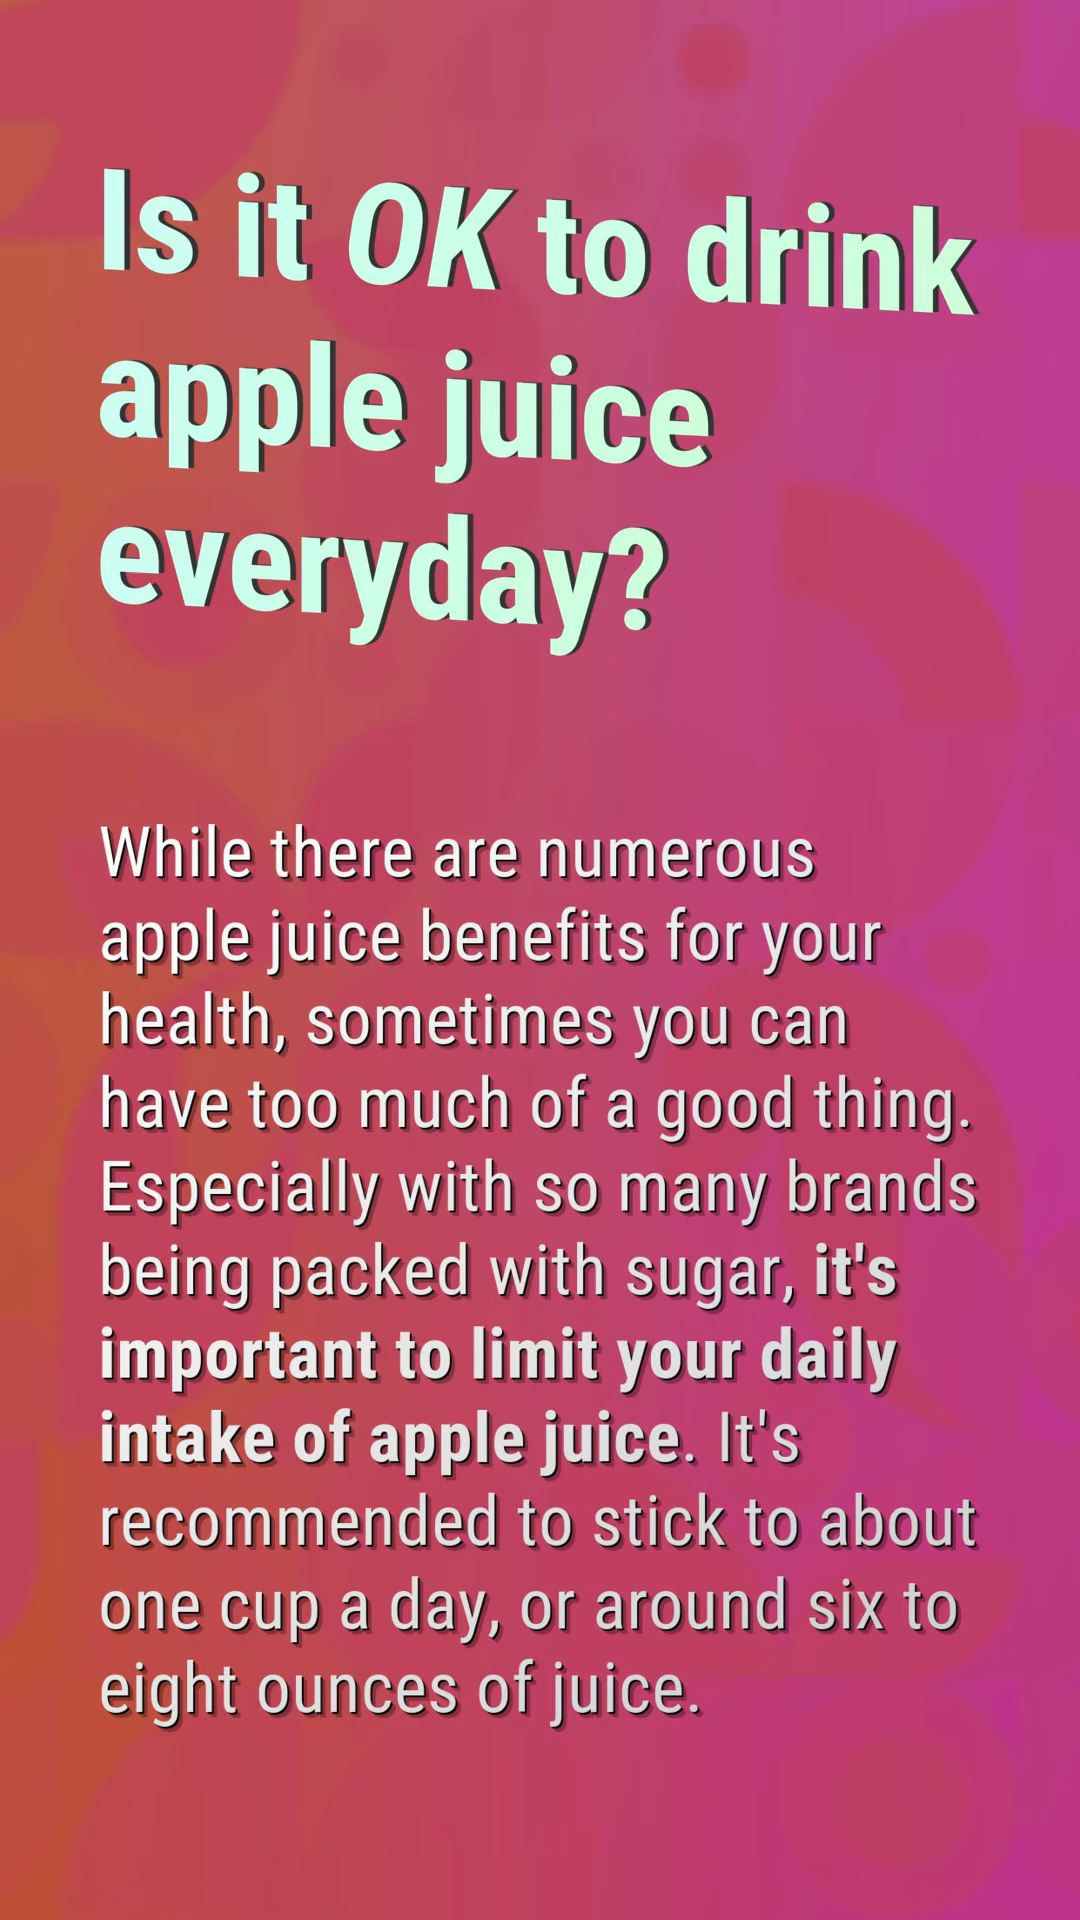 Is it OK to drink
apple juice
everyday?
While there are numerous
apple juice benefits for your
health, sometimes you can
have too much of a good thing.
Especially with so many brands
being packed with sugar, it's
important to limit your daily
intake of apple juice. It's
recommended to stick to about
one cup a day, or around six to
eight ounces of juice.